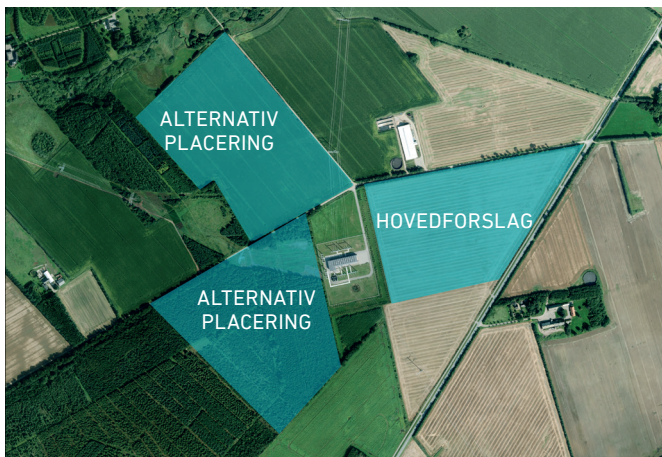 ALTERNATIV
PLACERING
HOVEDFORSLAG
ALTERNATIV
PLACERING